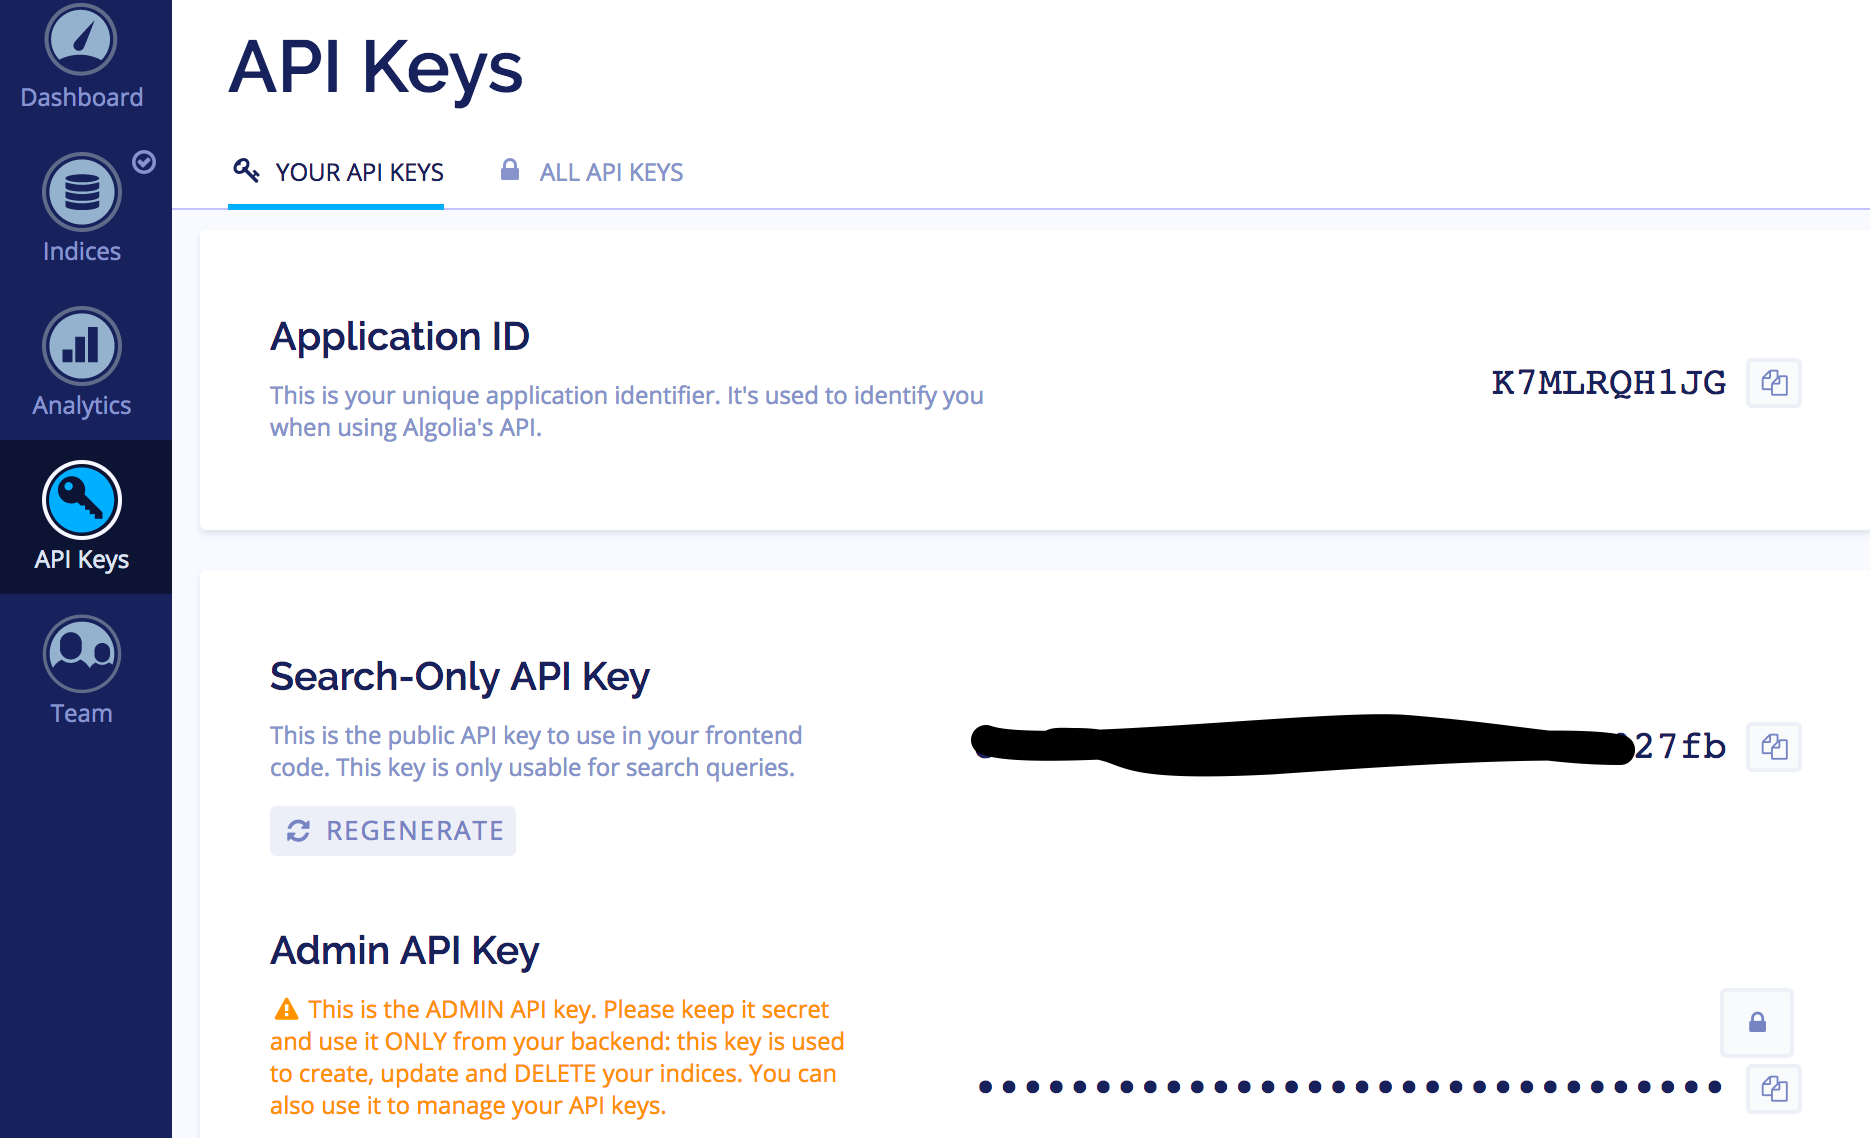 API Keys
Dashboard
YOUR API KEYS
ALL API KEYS
Indices
Application ID
This is your unique application identifier. It's used to identify you
when using Algolia's API.
K7MLRQH1JG
Analytics
API Keys
Search-Only API Key
This is the public API key to use in your frontend
code. This key is only usable for search queries.
27fb
REGENERATE
Team
Admin API Key
This is the ADMIN API key. Please keep it secret
and use it ONLY from your backend: this key is used
to create, update and DELETE your indices. You can
also use it to manage your API keys.